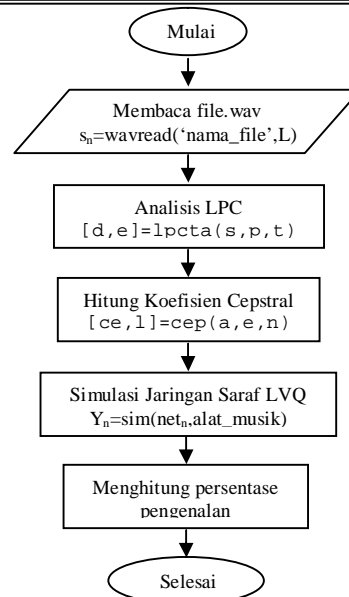 Mulai
Membaca file.wav
sn=wavread(‘nama_file’,L)
Analisis LPC
[d,e]=lpcta(s,p,t)
Hitung Koefisien Cepstral
[ce,l]=cep(a,e,n)
Simulasi Jaringan Saraf LVQ
Yn=sim(netn,alat_musik)
Menghitung persentase
pengenalan
Selesai